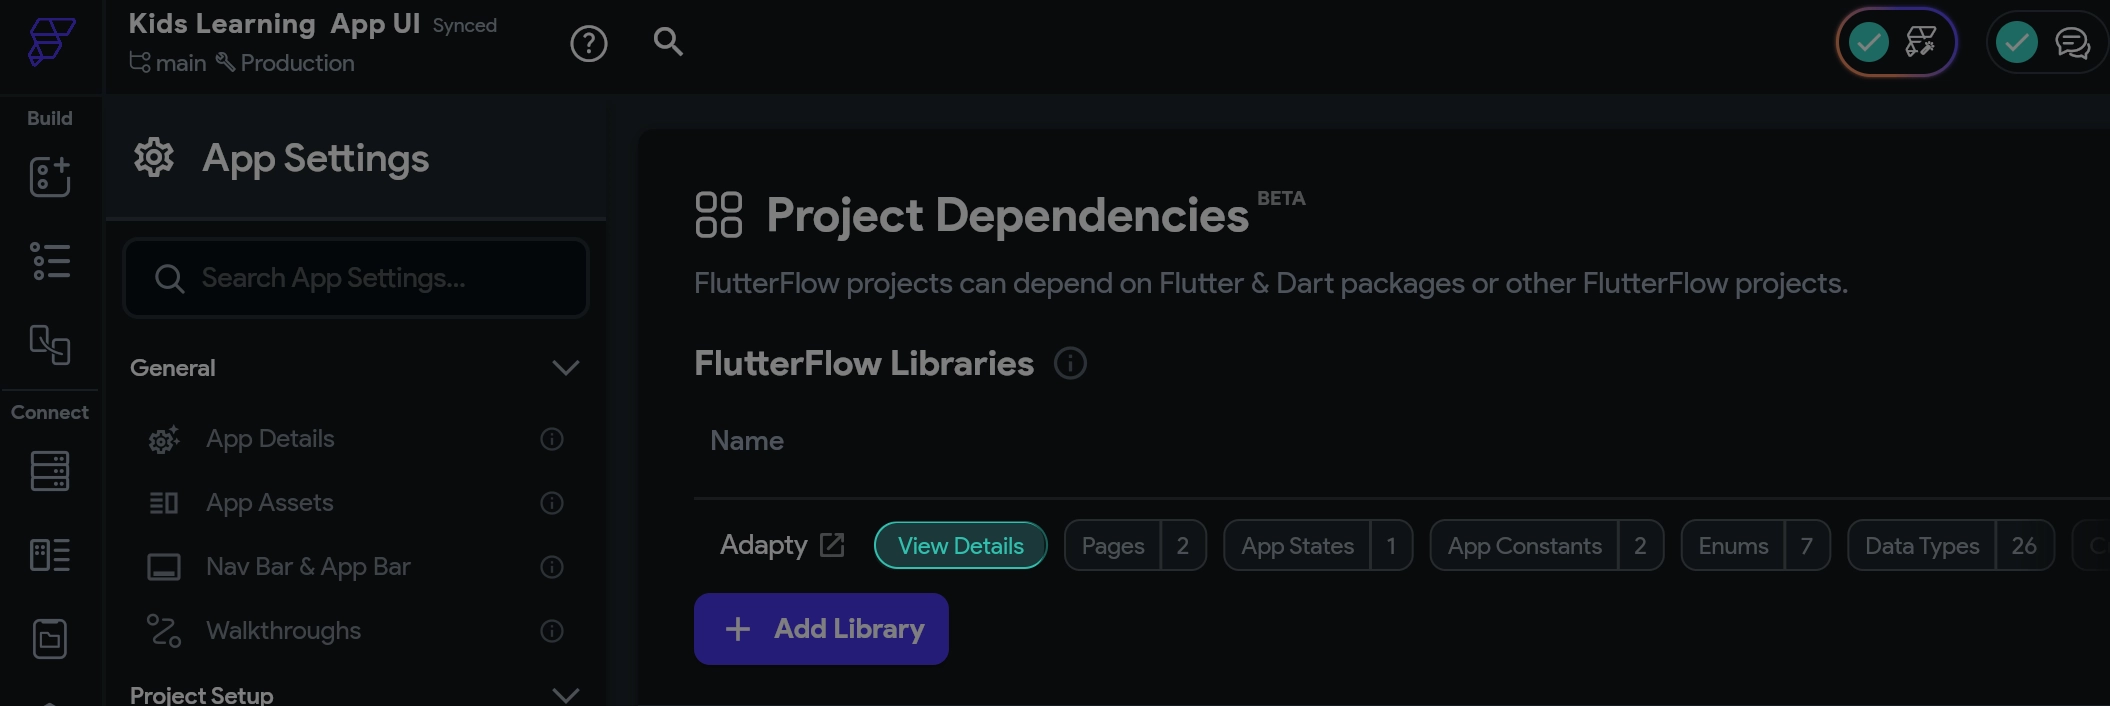 Kids Learning App UI Synced
main Production
Build
App Settings
Search App Settings...
General
Connect
App Details
App Assets
Nav Bar & App Bar
Walkthroughs
Project Setup
Project Dependencies BETA
FlutterFlow projects can depend on Flutter & Dart packages or other FlutterFlow projects.
FlutterFlow Libraries
Name
Adapty View Details Pages 2 App States 1 App Constants 2 Enums 7 Data Types 26
+ Add Library